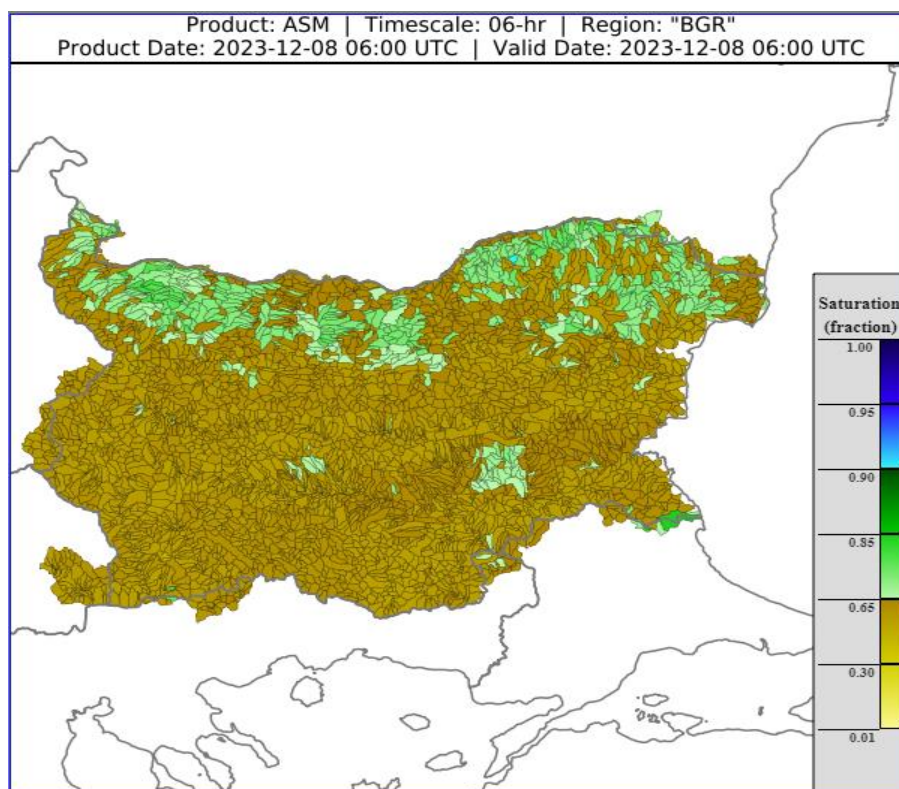 Product: ASM | Timescale: 06-hr | Region: "BGR"
Product Date: 2023-12-08 06:00 UTC | Valid Date: 2023-12-08 06:00 UTC
Saturation
(fraction)
1.00
0.95
0.90
0.85
0.65
0.30
0.01